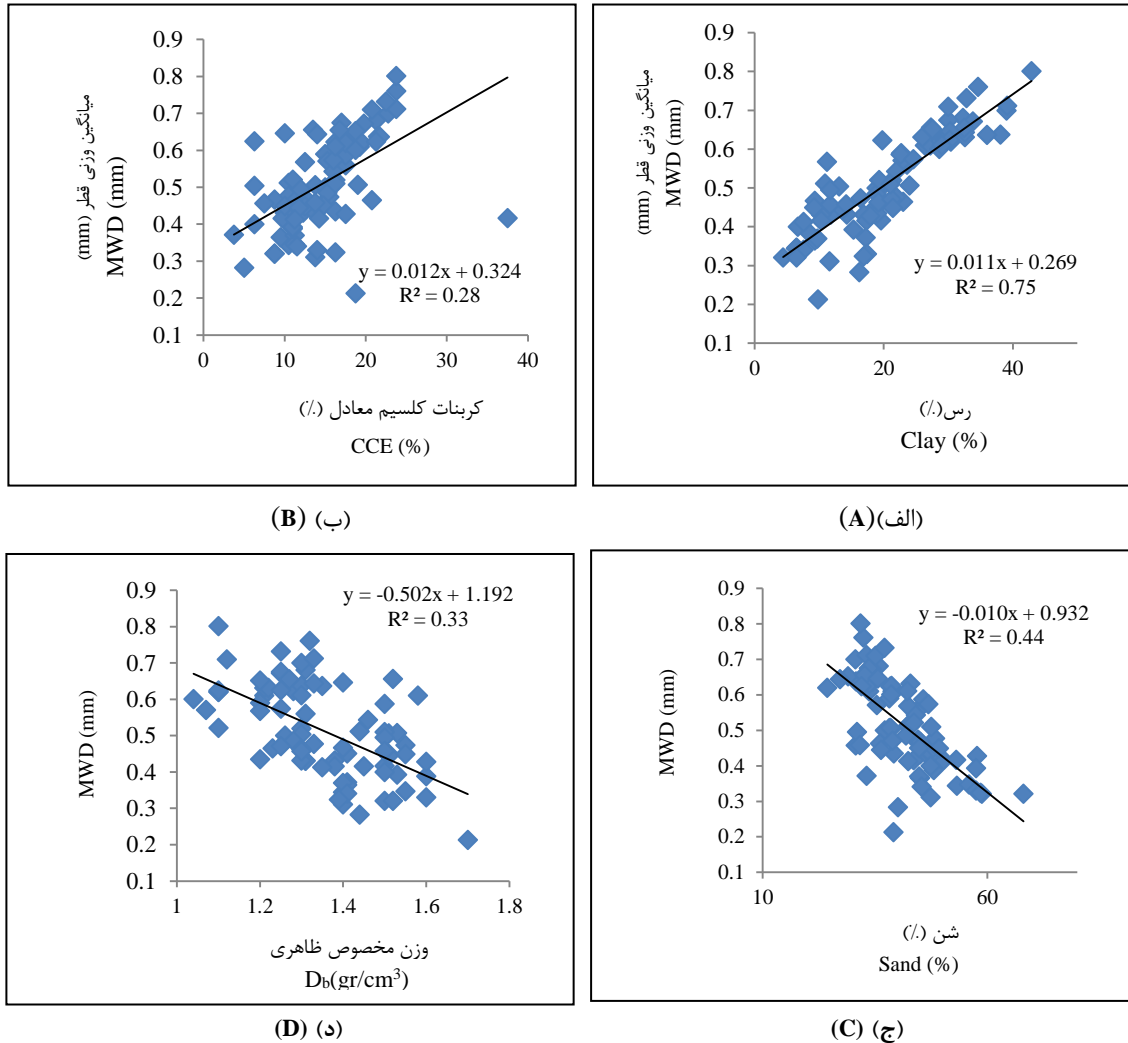 0.9
0.8
0.7
0.6
0.5
0.4
0.3
0.2
0.1
میانگین وزنی قطر (mm)
MWD (mm)
y = 0.011x + 0.269
R² = 0.75
0 20 40
رس(٪)
Clay (%)
(الف)(A)
0.9
0.8
0.7
0.6
0.5
0.4
0.3
0.2
0.1
میانگین وزنی قطر (mm)
MWD (mm)
y = 0.012x + 0.324
R² = 0.28
0 10 20 30 40
کربنات کلسیم معادل (٪)
CCE (%)
(ب) (B)
0.9
0.8
0.7
0.6
0.5
0.4
0.3
0.2
0.1
MWD (mm)
y = -0.010x + 0.932
R² = 0.44
10 60
شن (٪)
Sand (%)
(ج) (C)
0.9
0.8
0.7
0.6
0.5
0.4
0.3
0.2
0.1
MWD (mm)
y = -0.502x + 1.192
R² = 0.33
1 1.2 1.4 1.6 1.8
وزن مخصوص ظاهری
Db(gr/cm³)
(د) (D)